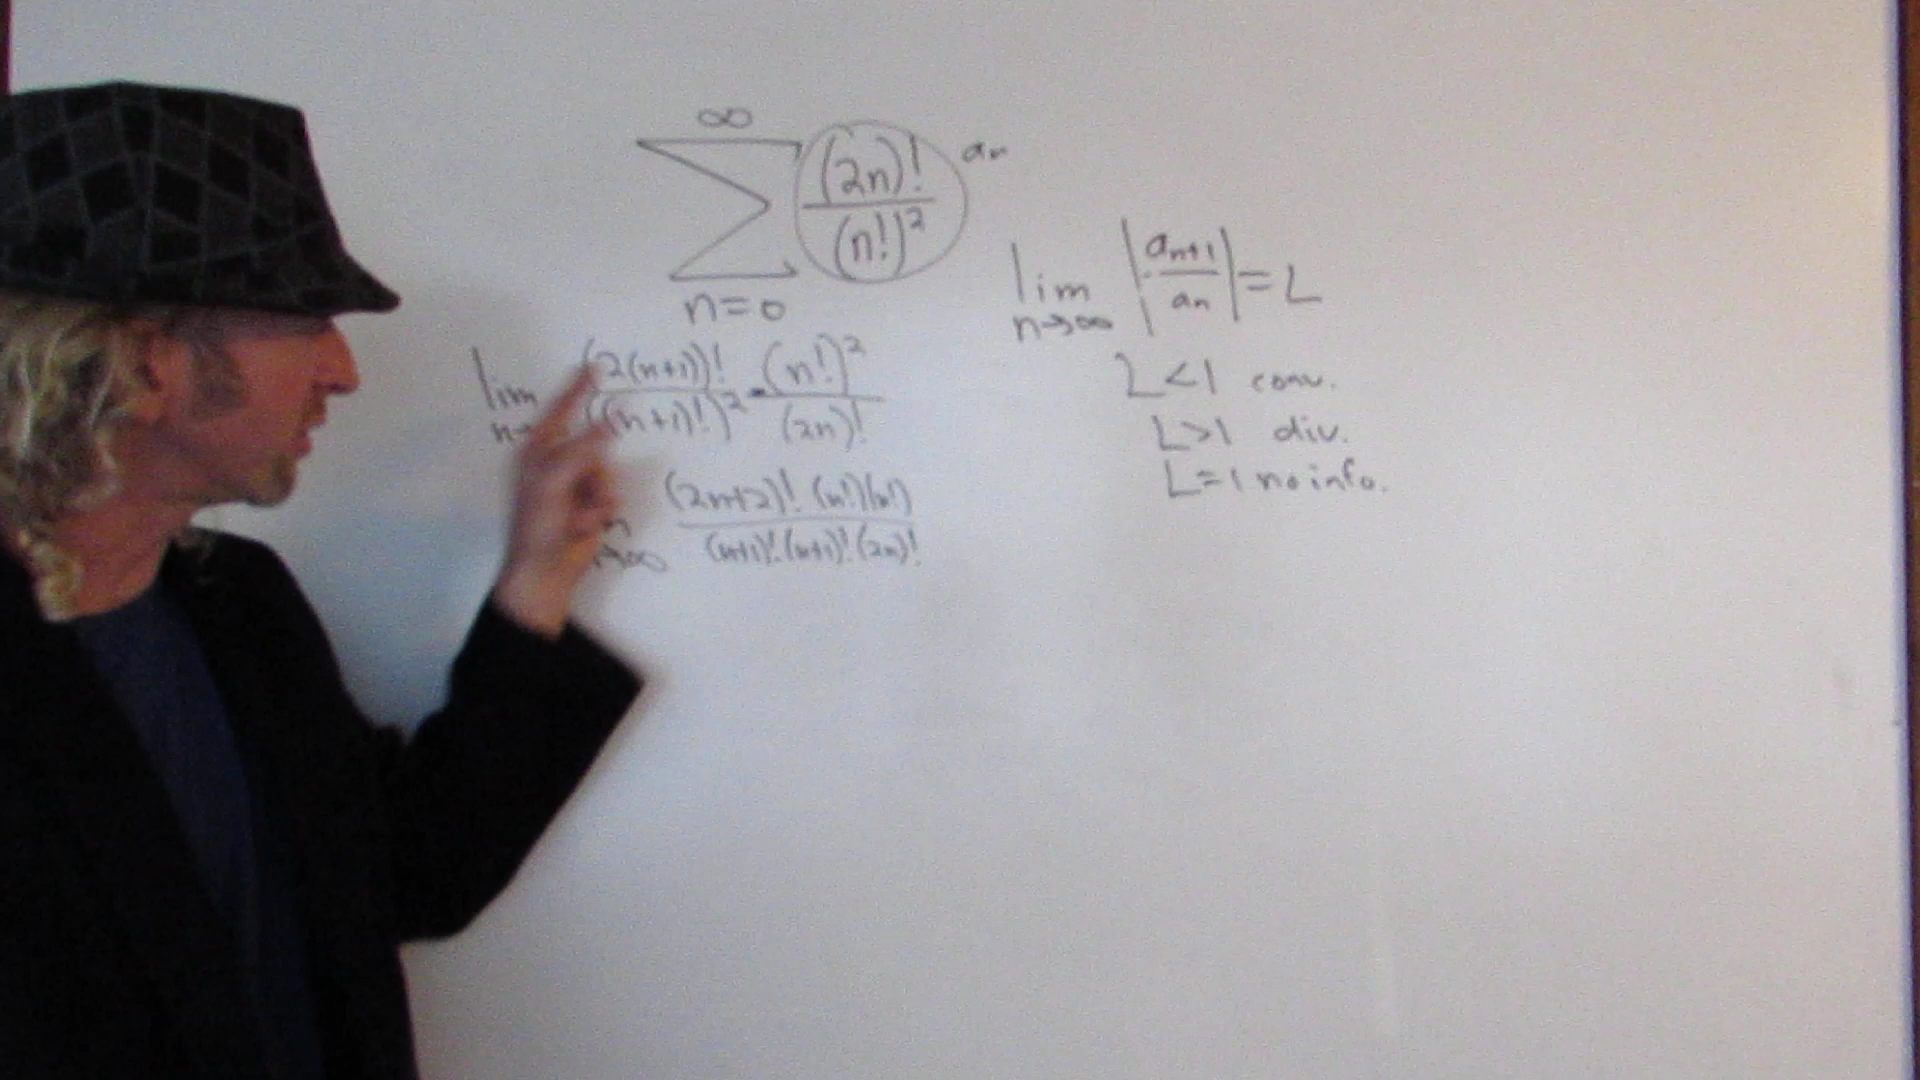 ∞
∑ (2n)!/(n!)² aₙ
n=0
lim |aₙ₊₁/aₙ| = L
n→∞
L<1 conv.
L>1 div.
L=1 no info.
lim (2(n+1))!/((n+1)!)² · (n!)²/(2n)!
n→
(2n+2)! (n!)(n!)/(n+1)!·(n+1)!·(2n)!
→∞